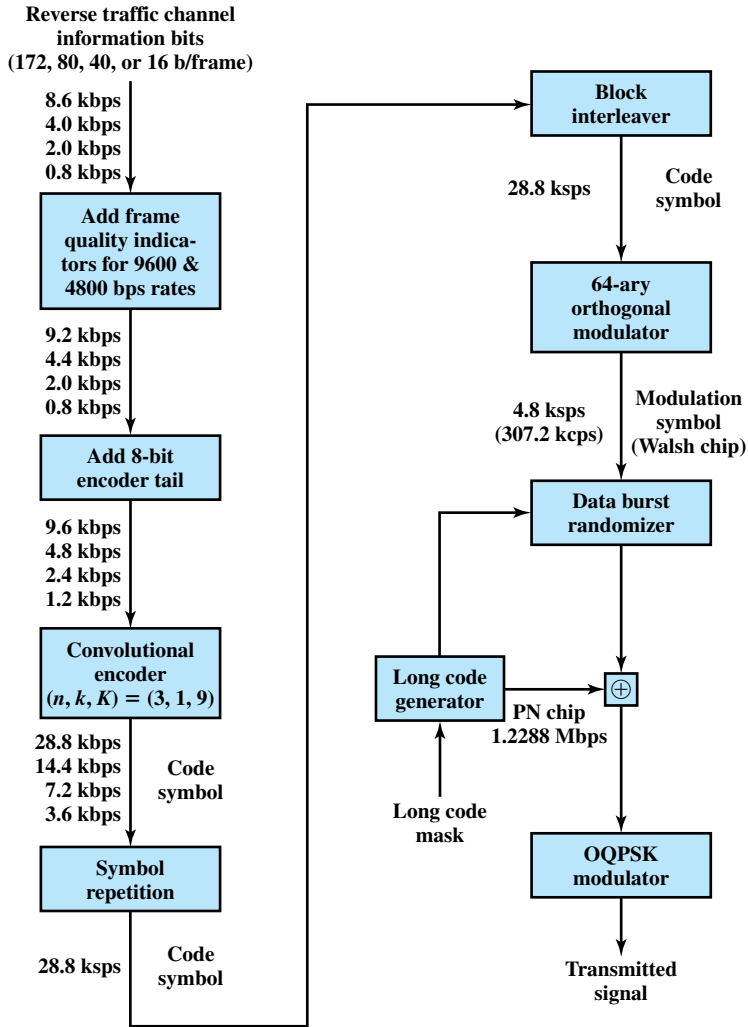 Reverse traffic channel
information bits
(172, 80, 40, or 16 b/frame)
8.6 kbps
4.0 kbps
2.0 kbps
0.8 kbps
Add frame
quality indica-
tors for 9600 &
4800 bps rates
9.2 kbps
4.4 kbps
2.0 kbps
0.8 kbps
Add 8-bit
encoder tail
9.6 kbps
4.8 kbps
2.4 kbps
1.2 kbps
Convolutional
encoder
(n, k, K) = (3, 1, 9)
28.8 kbps
14.4 kbps
7.2 kbps
3.6 kbps
Code
symbol
Symbol
repetition
28.8 ksps
Code
symbol
Block
interleaver
28.8 ksps
Code
symbol
64-ary
orthogonal
modulator
4.8 ksps
(307.2 kcps)
Modulation
symbol
(Walsh chip)
Data burst
randomizer
Long code
generator
PN chip
1.2288 Mbps
⊕
Long code
mask
OQPSK
modulator
Transmitted
signal